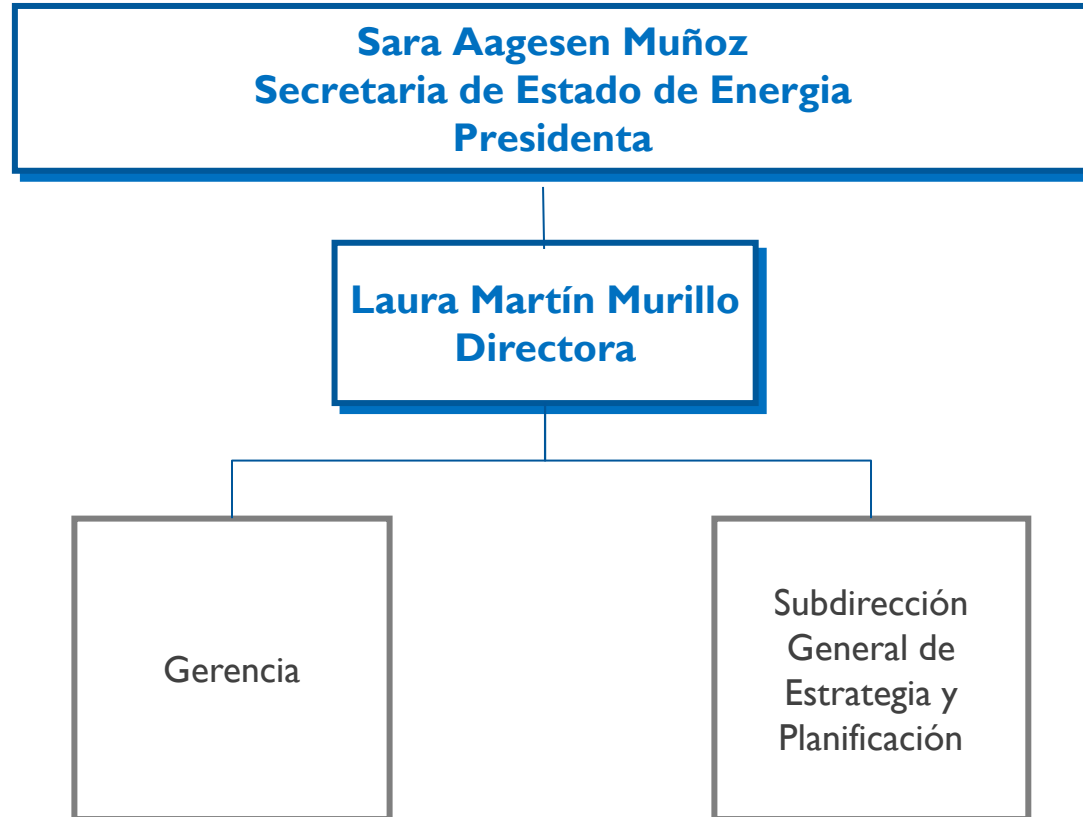 Sara Aagesen Muñoz
Secretaria de Estado de Energia
Presidenta
Laura Martín Murillo
Directora
Gerencia
Subdirección
General de
Estrategia y
Planificación